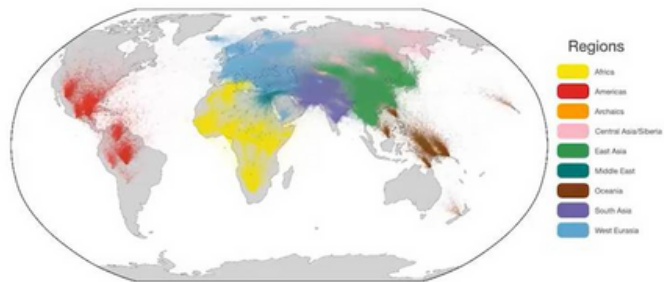 Regions
Africa
Americas
Archaics
Central Asia/Siberia
East Asia
Middle East
Oceania
South Asia
West Eurasia